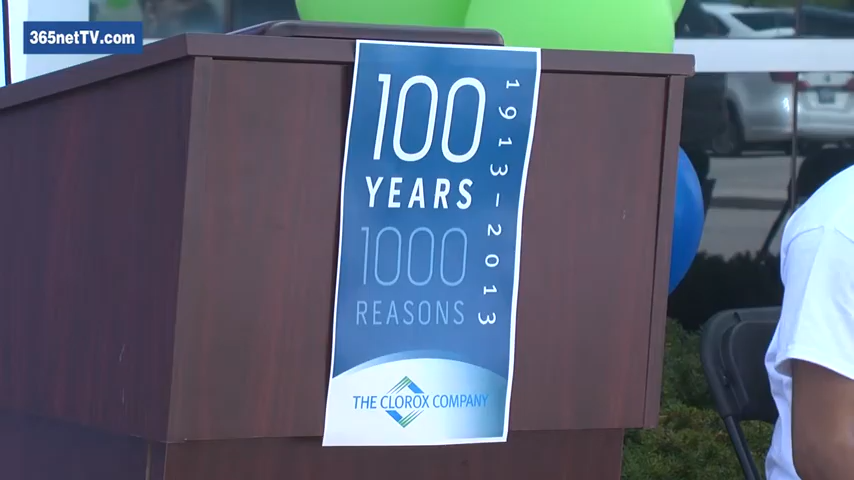 365netTV.com
100
YEARS
1000
REASONS
1913-2013
THE CLOROX COMPANY